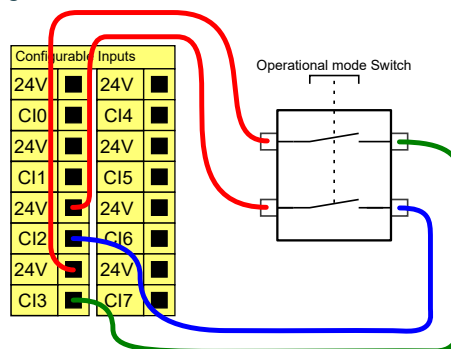 Configurable Inputs
Operational mode Switch
24V 24V
CI0 CI4
24V 24V
CI1 CI5
24V 24V
CI2 CI6
24V 24V
CI3 CI7